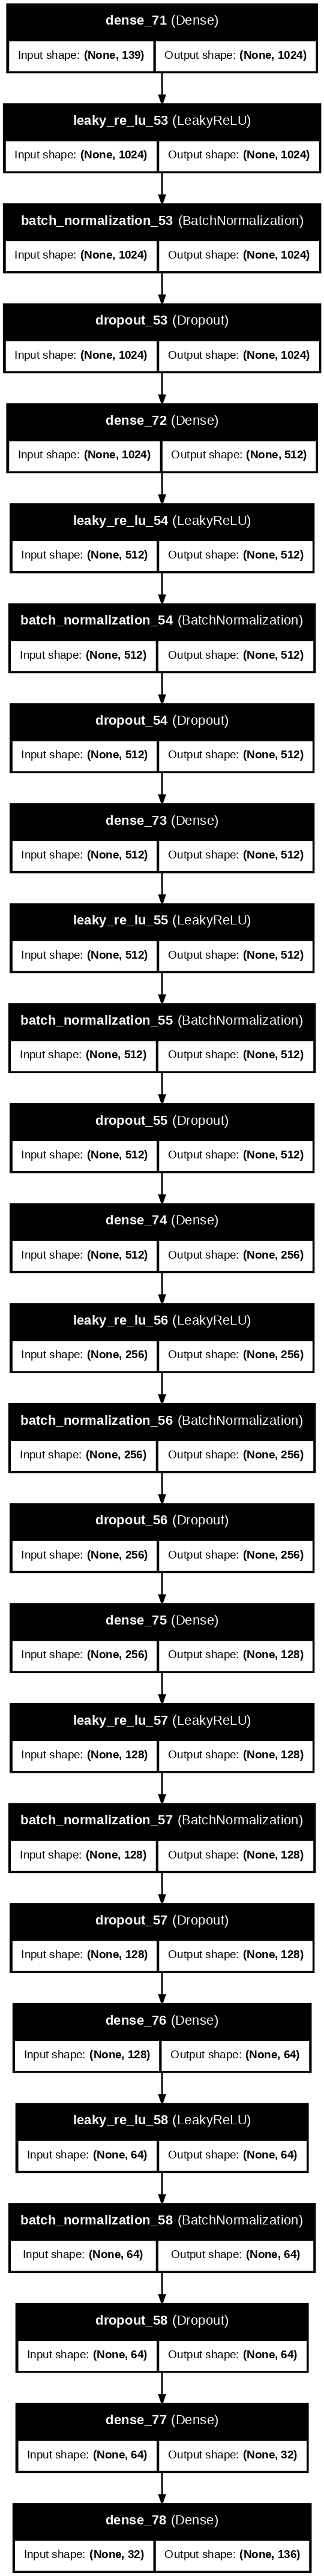 dense_71 (Dense)
Input shape: (None, 139) Output shape: (None, 1024)
leaky_re_lu_53 (LeakyReLU)
Input shape: (None, 1024) Output shape: (None, 1024)
batch_normalization_53 (BatchNormalization)
Input shape: (None, 1024) Output shape: (None, 1024)
dropout_53 (Dropout)
Input shape: (None, 1024) Output shape: (None, 1024)
dense_72 (Dense)
Input shape: (None, 1024) Output shape: (None, 512)
leaky_re_lu_54 (LeakyReLU)
Input shape: (None, 512) Output shape: (None, 512)
batch_normalization_54 (BatchNormalization)
Input shape: (None, 512) Output shape: (None, 512)
dropout_54 (Dropout)
Input shape: (None, 512) Output shape: (None, 512)
dense_73 (Dense)
Input shape: (None, 512) Output shape: (None, 512)
leaky_re_lu_55 (LeakyReLU)
Input shape: (None, 512) Output shape: (None, 512)
batch_normalization_55 (BatchNormalization)
Input shape: (None, 512) Output shape: (None, 512)
dropout_55 (Dropout)
Input shape: (None, 512) Output shape: (None, 512)
dense_74 (Dense)
Input shape: (None, 512) Output shape: (None, 256)
leaky_re_lu_56 (LeakyReLU)
Input shape: (None, 256) Output shape: (None, 256)
batch_normalization_56 (BatchNormalization)
Input shape: (None, 256) Output shape: (None, 256)
dropout_56 (Dropout)
Input shape: (None, 256) Output shape: (None, 256)
dense_75 (Dense)
Input shape: (None, 256) Output shape: (None, 128)
leaky_re_lu_57 (LeakyReLU)
Input shape: (None, 128) Output shape: (None, 128)
batch_normalization_57 (BatchNormalization)
Input shape: (None, 128) Output shape: (None, 128)
dropout_57 (Dropout)
Input shape: (None, 128) Output shape: (None, 128)
dense_76 (Dense)
Input shape: (None, 128) Output shape: (None, 64)
leaky_re_lu_58 (LeakyReLU)
Input shape: (None, 64) Output shape: (None, 64)
batch_normalization_58 (BatchNormalization)
Input shape: (None, 64) Output shape: (None, 64)
dropout_58 (Dropout)
Input shape: (None, 64) Output shape: (None, 64)
dense_77 (Dense)
Input shape: (None, 64) Output shape: (None, 32)
dense_78 (Dense)
Input shape: (None, 32) Output shape: (None, 136)